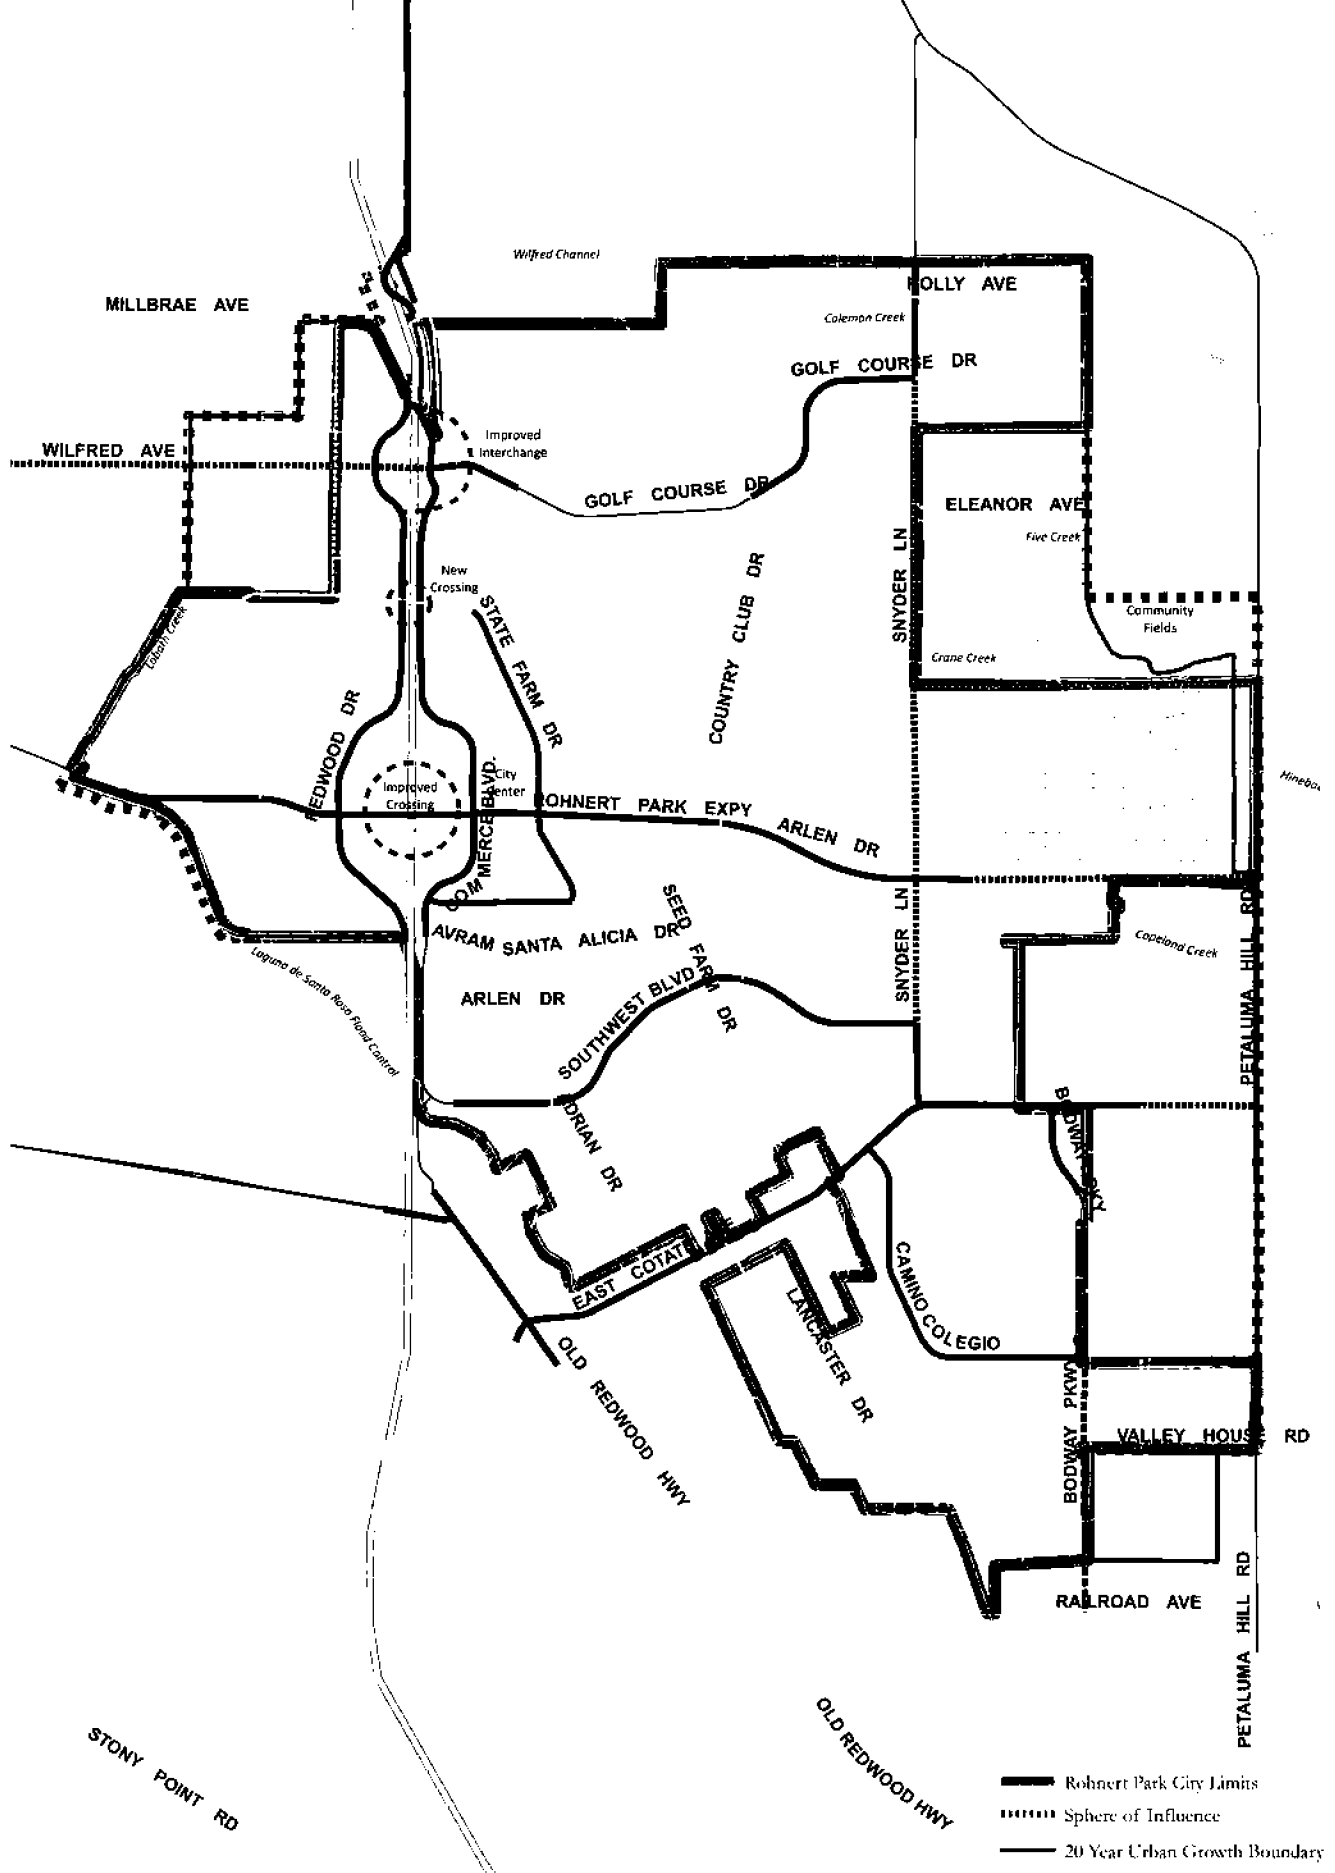 Wilfred Channel
MILLBRAE AVE
HOLLY AVE
Coleman Creek
GOLF COURSE DR
WILFRED AVE
Improved
Interchange
GOLF COURSE DR
ELEANOR AVE
Five Creek
SNYDER LN
New
Crossing
COUNTRY CLUB DR
STATE FARM DR
Community
Fields
Crane Creek
REDWOOD DR
City
Center
Improved
Crossing
COMMERCE BLVD.
ROHNERT PARK EXPY
ARLEN DR
SEED FARM DR
SNYDER LN
AVRAM
SANTA ALICIA DR
PETALUMA HILL RD
Copeland Creek
Laguna de Santa Rosa Flood Control
ARLEN DR
SOUTHWEST BLVD
ADRIAN DR
BODWAY PKY
EAST COTATI
CAMINO COLEGIO
LANCASTER DR
OLD REDWOOD HWY
BODWAY PKWY
VALLEY HOUSE RD
RAILROAD AVE
PETALUMA HILL RD
STONY POINT RD
OLD REDWOOD HWY
Rohnert Park City Limits
Sphere of Influence
20 Year Urban Growth Boundary